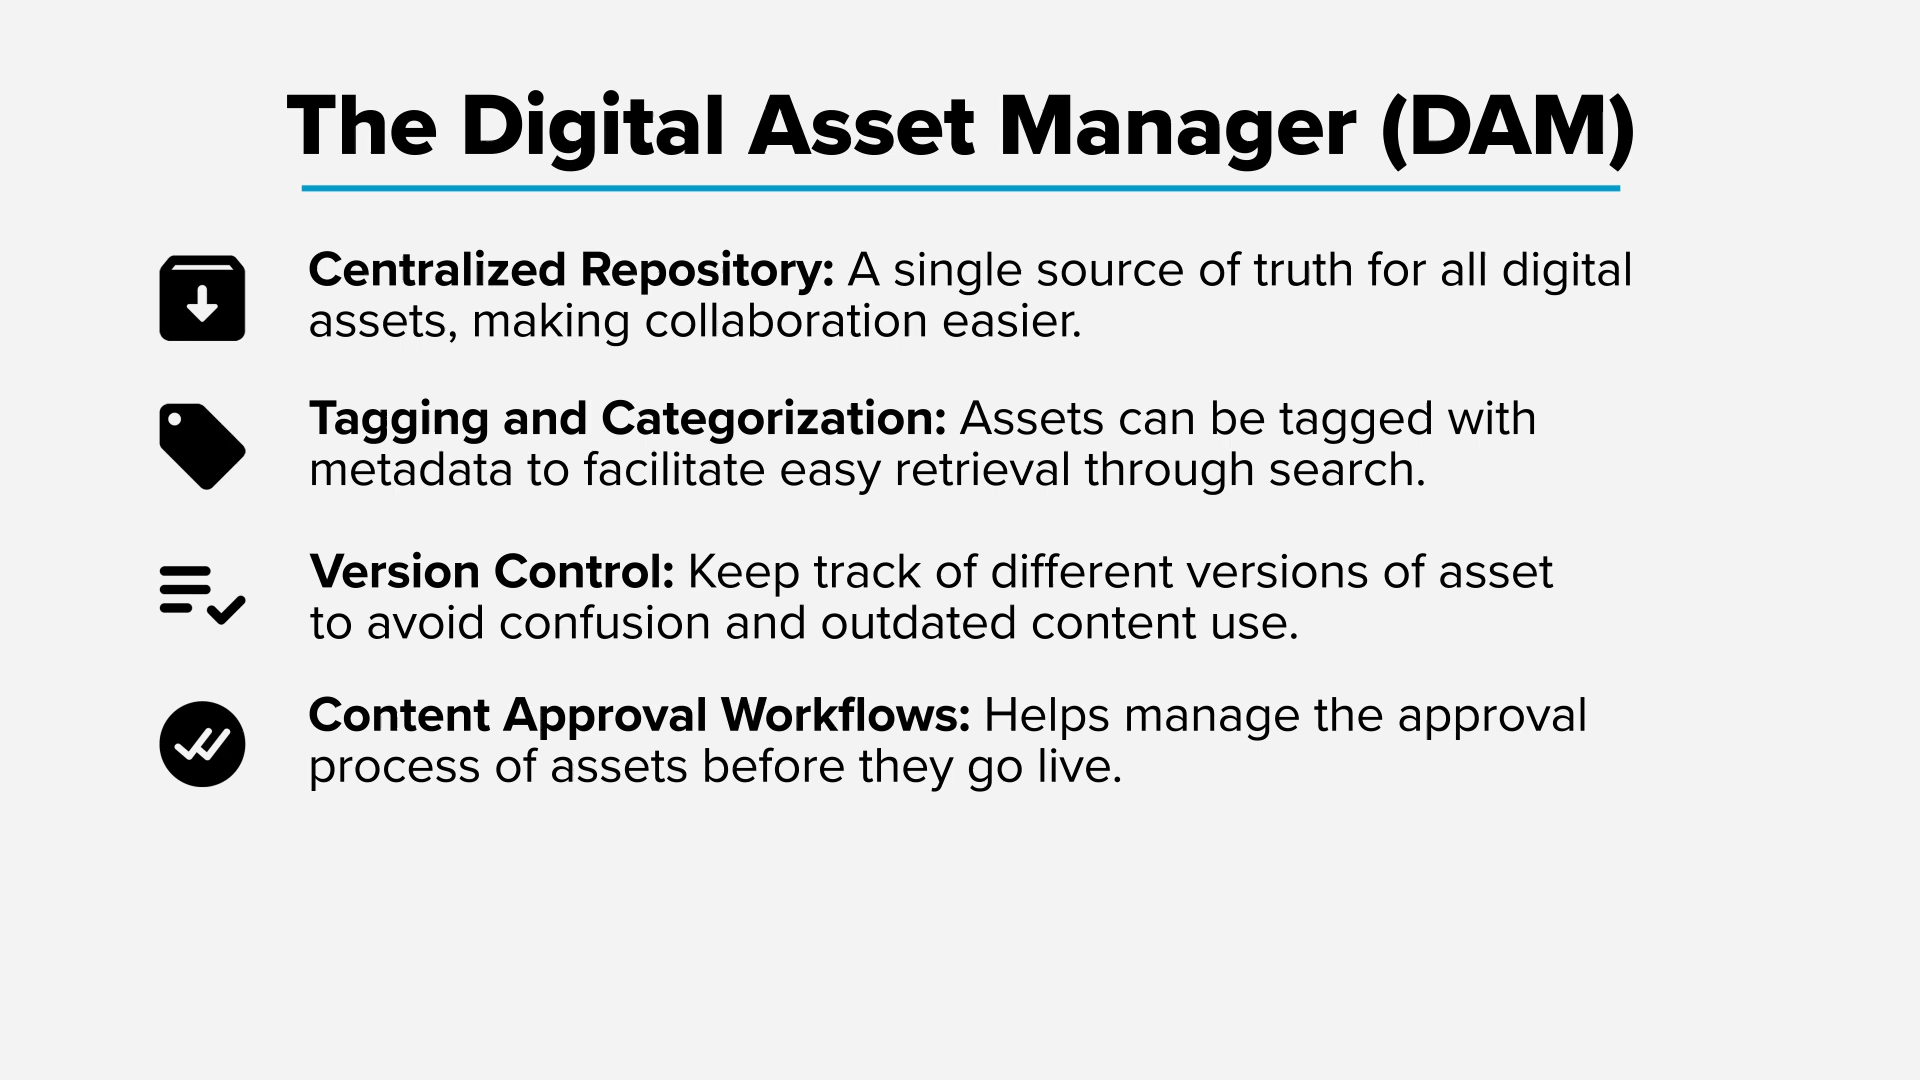 The Digital Asset Manager (DAM)
Centralized Repository: A single source of truth for all digital
assets, making collaboration easier.
Tagging and Categorization: Assets can be tagged with
metadata to facilitate easy retrieval through search.
Version Control: Keep track of different versions of asset
to avoid confusion and outdated content use.
Content Approval Workflows: Helps manage the approval
process of assets before they go live.